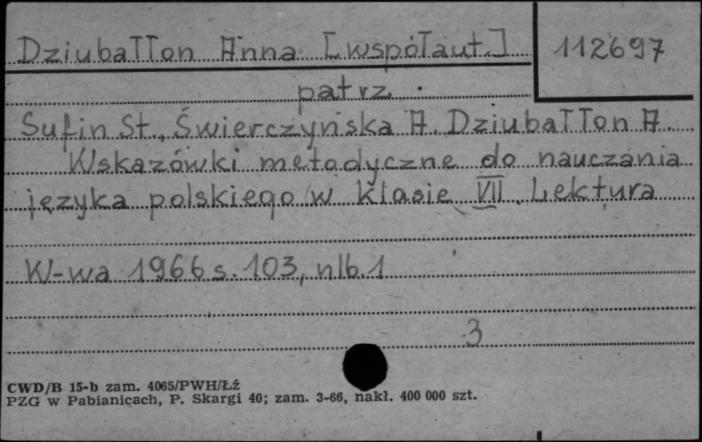 Dziubałłon Anna [współaut.]
112697
patrz
Sufin St., Świerczyńska A. Dziubałłon A.
Wskazówki metodyczne do nauczania
języka polskiego w klasie VII. Lektura
W-wa 1966 s. 103, nlb. 1
3
CWD/B 15-b zam. 4065/PWH/Łź
PZG w Pabianicach, P. Skargi 40; zam. 3-66, nakł. 400 000 szt.